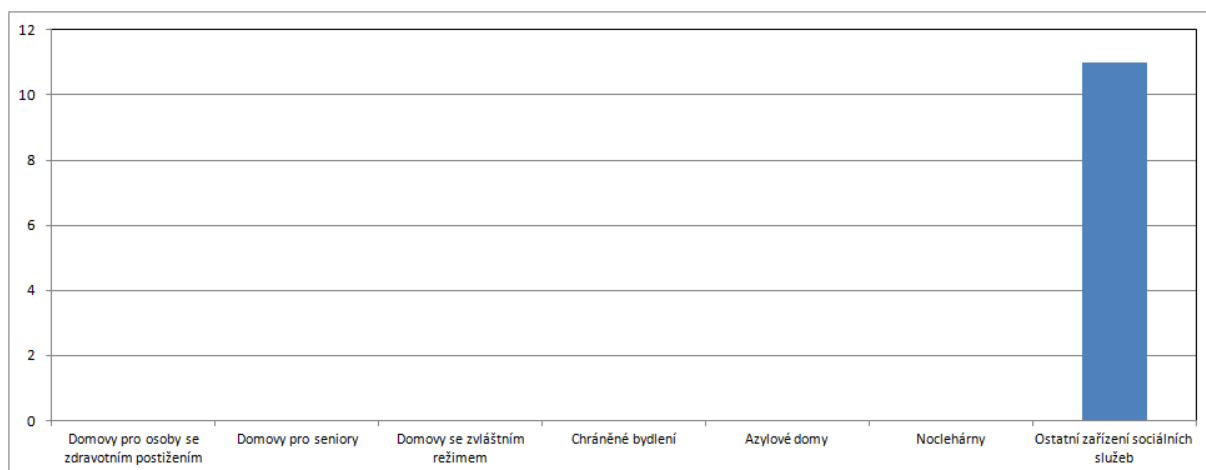 12
10
8
6
4
2
0
Domovy pro osoby se
zdravotním postižením
Domovy pro seniory
Domovy se zvláštním
režimem
Chráněné bydlení
Azylové domy
Noclehárny
Ostatní zařízení sociálních
služeb